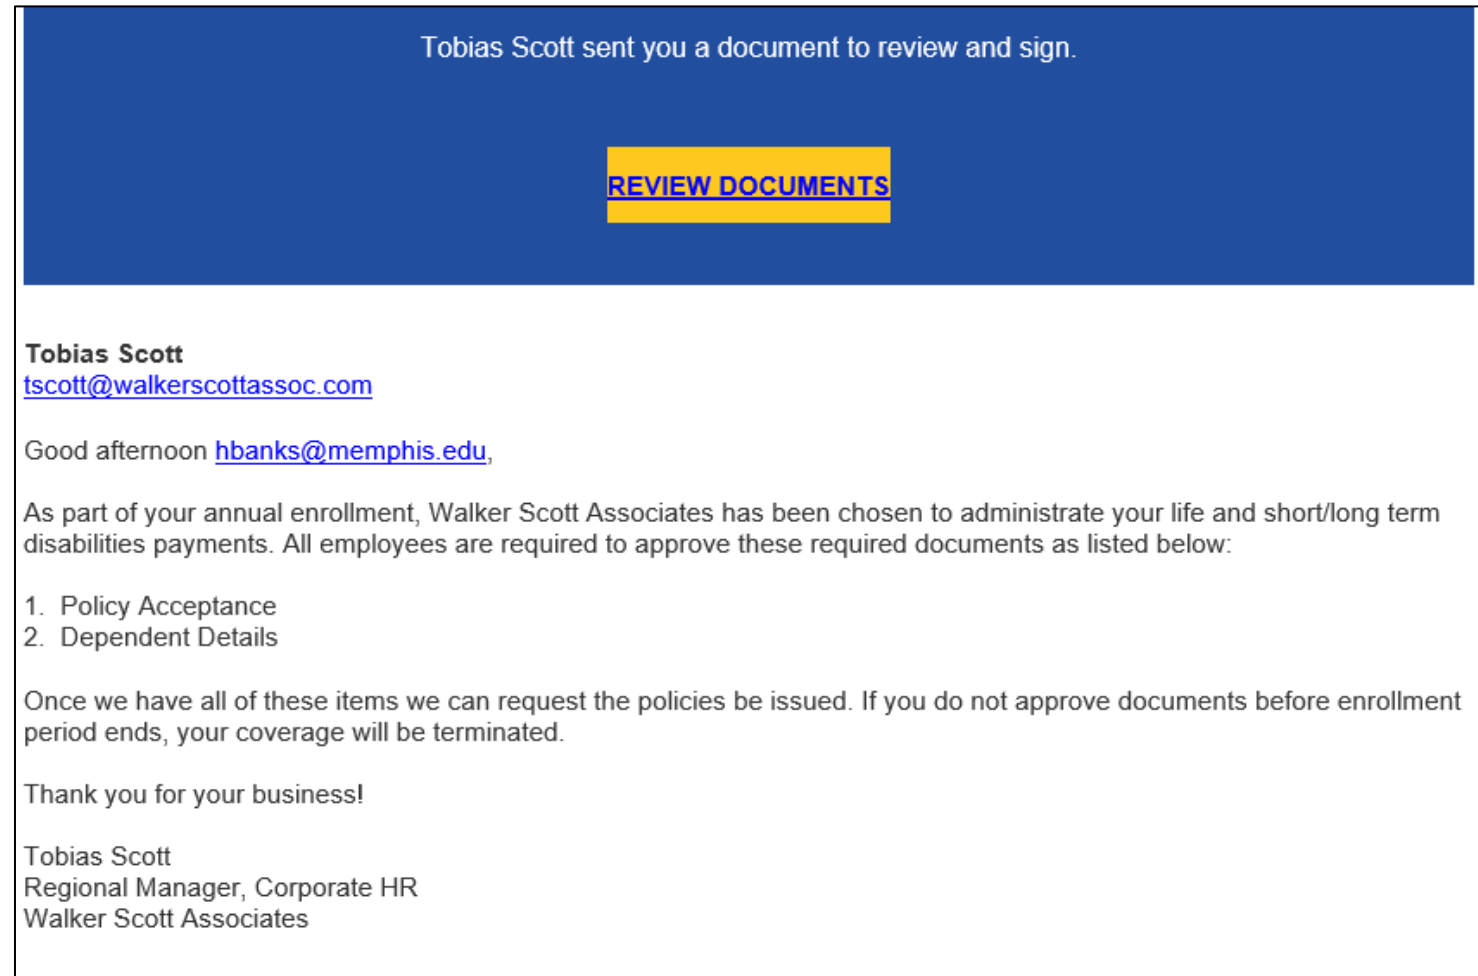 Tobias Scott sent you a document to review and sign.
REVIEW DOCUMENTS
Tobias Scott
tscott@walkerscottassoc.com
Good afternoon hbanks@memphis.edu,
As part of your annual enrollment, Walker Scott Associates has been chosen to administrate your life and short/long term
disabilities payments. All employees are required to approve these required documents as listed below:
1. Policy Acceptance
2. Dependent Details
Once we have all of these items we can request the policies be issued. If you do not approve documents before enrollment
period ends, your coverage will be terminated.
Thank you for your business!
Tobias Scott
Regional Manager, Corporate HR
Walker Scott Associates